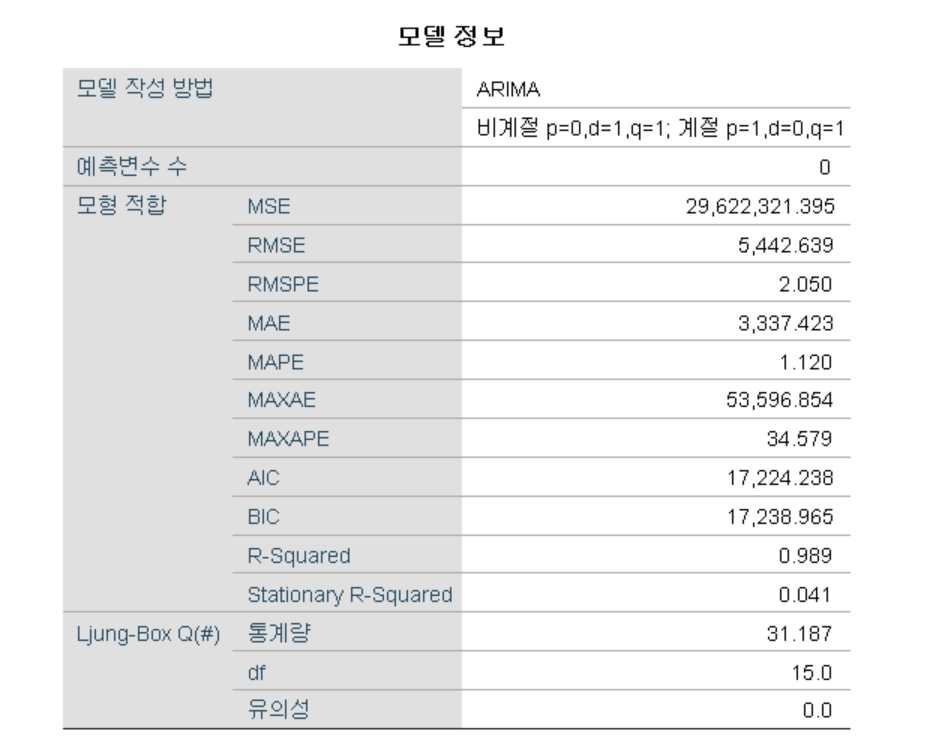 모델 정보
모델 작성 방법 ARIMA
비계절 p=0,d=1,q=1; 계절 p=1,d=0,q=1
예측변수 수 0
모형 적합 MSE 29,622,321.395
RMSE 5,442.639
RMSPE 2.050
MAE 3,337.423
MAPE 1.120
MAXAE 53,596.854
MAXAPE 34.579
AIC 17,224.238
BIC 17,238.965
R-Squared 0.989
Stationary R-Squared 0.041
Ljung-Box Q(#) 통계량 31.187
df 15.0
유의성 0.0